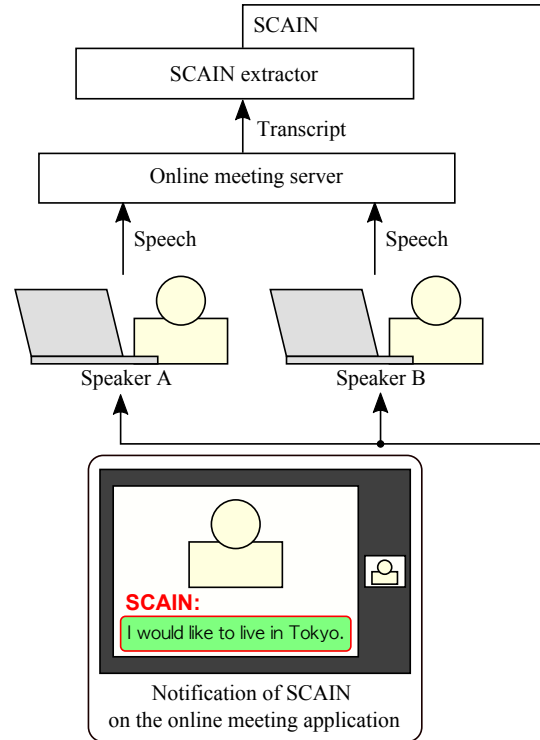 SCAIN
SCAIN extractor
Transcript
Online meeting server
Speech
Speech
Speaker A
Speaker B
SCAIN:
I would like to live in Tokyo.
Notification of SCAIN
on the online meeting application